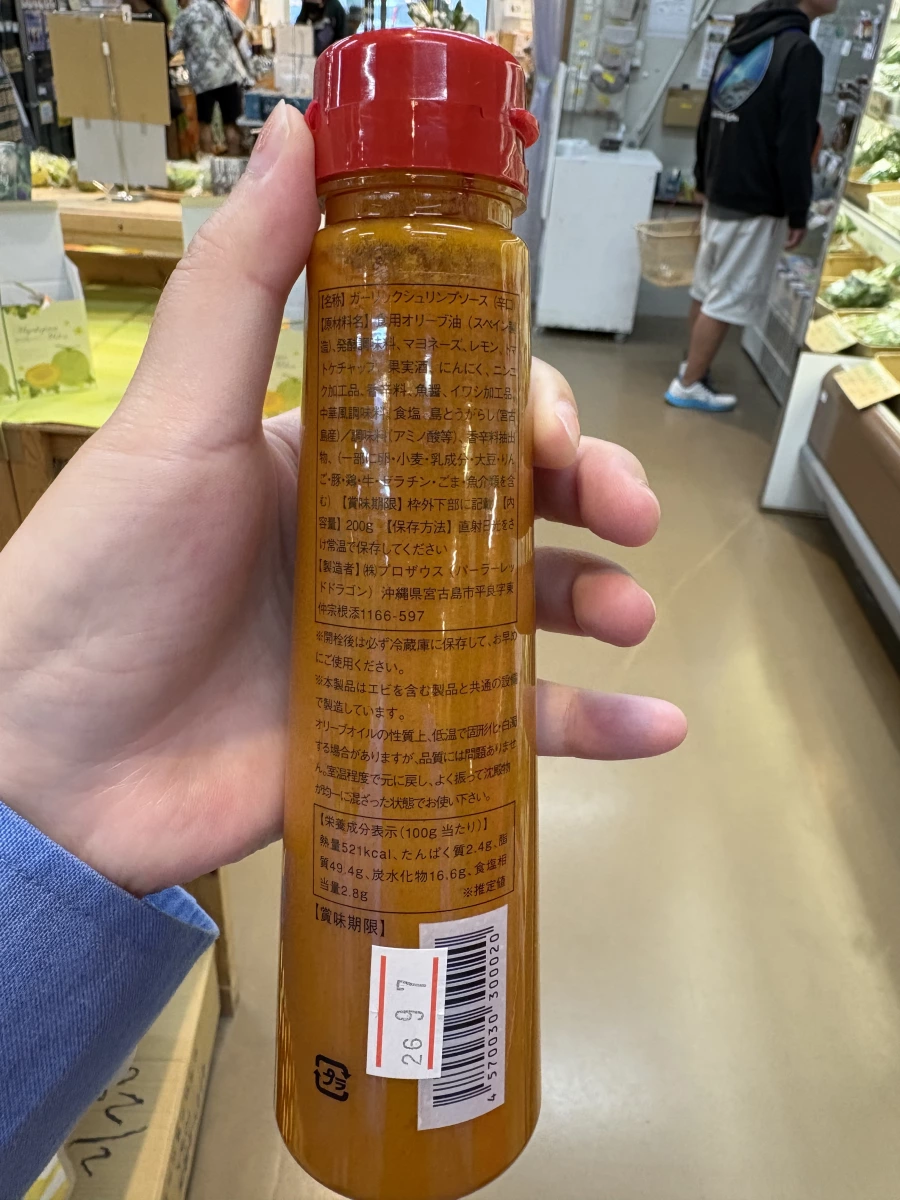 【名称】ガーリックシュリンプソース（辛口
【原材料名】食用オリーブ油（スペイン製
造）、発酵調味料、マヨネーズ、レモン、トマ
トケチャップ、果実酒、にんにく、ニンニ
ク加工品、香辛料、魚醤、イワシ加工品、
中華風調味料、食塩、島とうがらし（宮古
島産）／調味料（アミノ酸等）、香辛料抽出
物、（一部に卵・小麦・乳成分・大豆・りん
ご・豚・鶏・牛・ゼラチン・ごま・魚介類を含
む）【賞味期限】枠外下部に記載【内
容量】200g 【保存方法】直射日光をさ
け常温で保存してください
【製造者】㈱プロザウス（パーラーレッ
ドドラゴン）沖縄県宮古島市平良字東
仲宗根添1166-597
※開栓後は必ず冷蔵庫に保存して、お早め
にご使用ください。
※本製品はエビを含む製品と共通の設備
で製造しています。
オリーブオイルの性質上、低温で固形化・白濁
する場合がありますが、品質には問題ありませ
ん。室温程度で元に戻し、よく振って沈殿物
が均一に混ざった状態でお使い下さい。
【栄養成分表示（100g当たり）】
熱量521kcal、たんぱく質2.4g、脂
質49.4g、炭水化物16.6g、食塩相
当量2.8g ※推定値
【賞味期限】
26 9 7
4 570030 300020
プラ